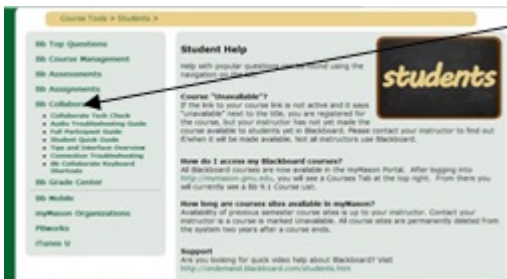 Course Tools > Students >
Bb Top Questions
Bb Course Management
Bb Assessments
Bb Assignments
Bb Collaborate
Collaborate Tech Check
Audio Troubleshooting Guide
Full Participant Guide
Student Quick Guide
Tips and Interface Overview
Connection Troubleshooting
Bb Collaborate Keyboard
Shortcuts
Bb Grade Center
Bb Mobile
myMason Organizations
PBworks
iTunes U
Student Help
Help with popular questions can be found using the
navigation on the
Course "Unavailable"?
If the link to your course link is not active and it says
"unavailable" next to the title, you are registered for
the course, but your instructor has not yet made the
course available to students yet in Blackboard. Please contact your instructor to find out
if/when it will be made available. Not all instructors use Blackboard.
How do I access my Blackboard courses?
All Blackboard courses are now available in the myMason Portal. After logging into
http://mymason.gmu.edu, you will see a Courses Tab at the top right. From there you
will currently see a Bb 9.1 Course List.
How long are courses sites available in myMason?
Availability of previous semester course sites is up to your instructor. Contact your
instructor is a course is marked Unavailable. All course sites are permanently deleted from
the system two years after a course ends.
Support
Are you looking for quick video help about Blackboard? Visit
http://ondemand.blackboard.com/students.htm
students